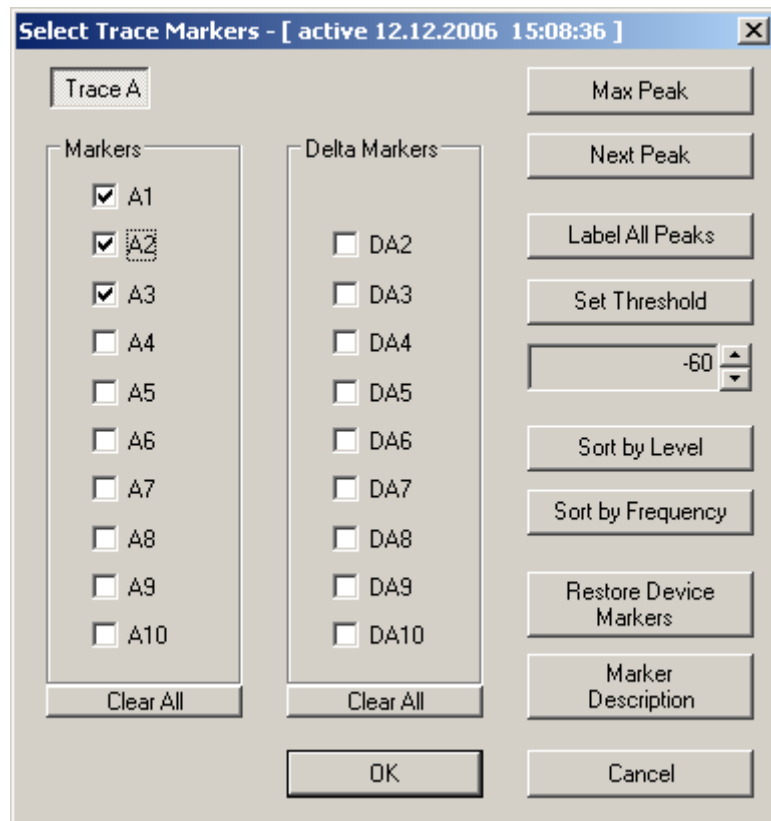 Select Trace Markers - [ active 12.12.2006 15:08:36 ]
Trace A
Markers
A1
A2
A3
A4
A5
A6
A7
A8
A9
A10
Clear All
Delta Markers
DA2
DA3
DA4
DA5
DA6
DA7
DA8
DA9
DA10
Clear All
Max Peak
Next Peak
Label All Peaks
Set Threshold
-60
Sort by Level
Sort by Frequency
Restore Device
Markers
Marker
Description
OK
Cancel